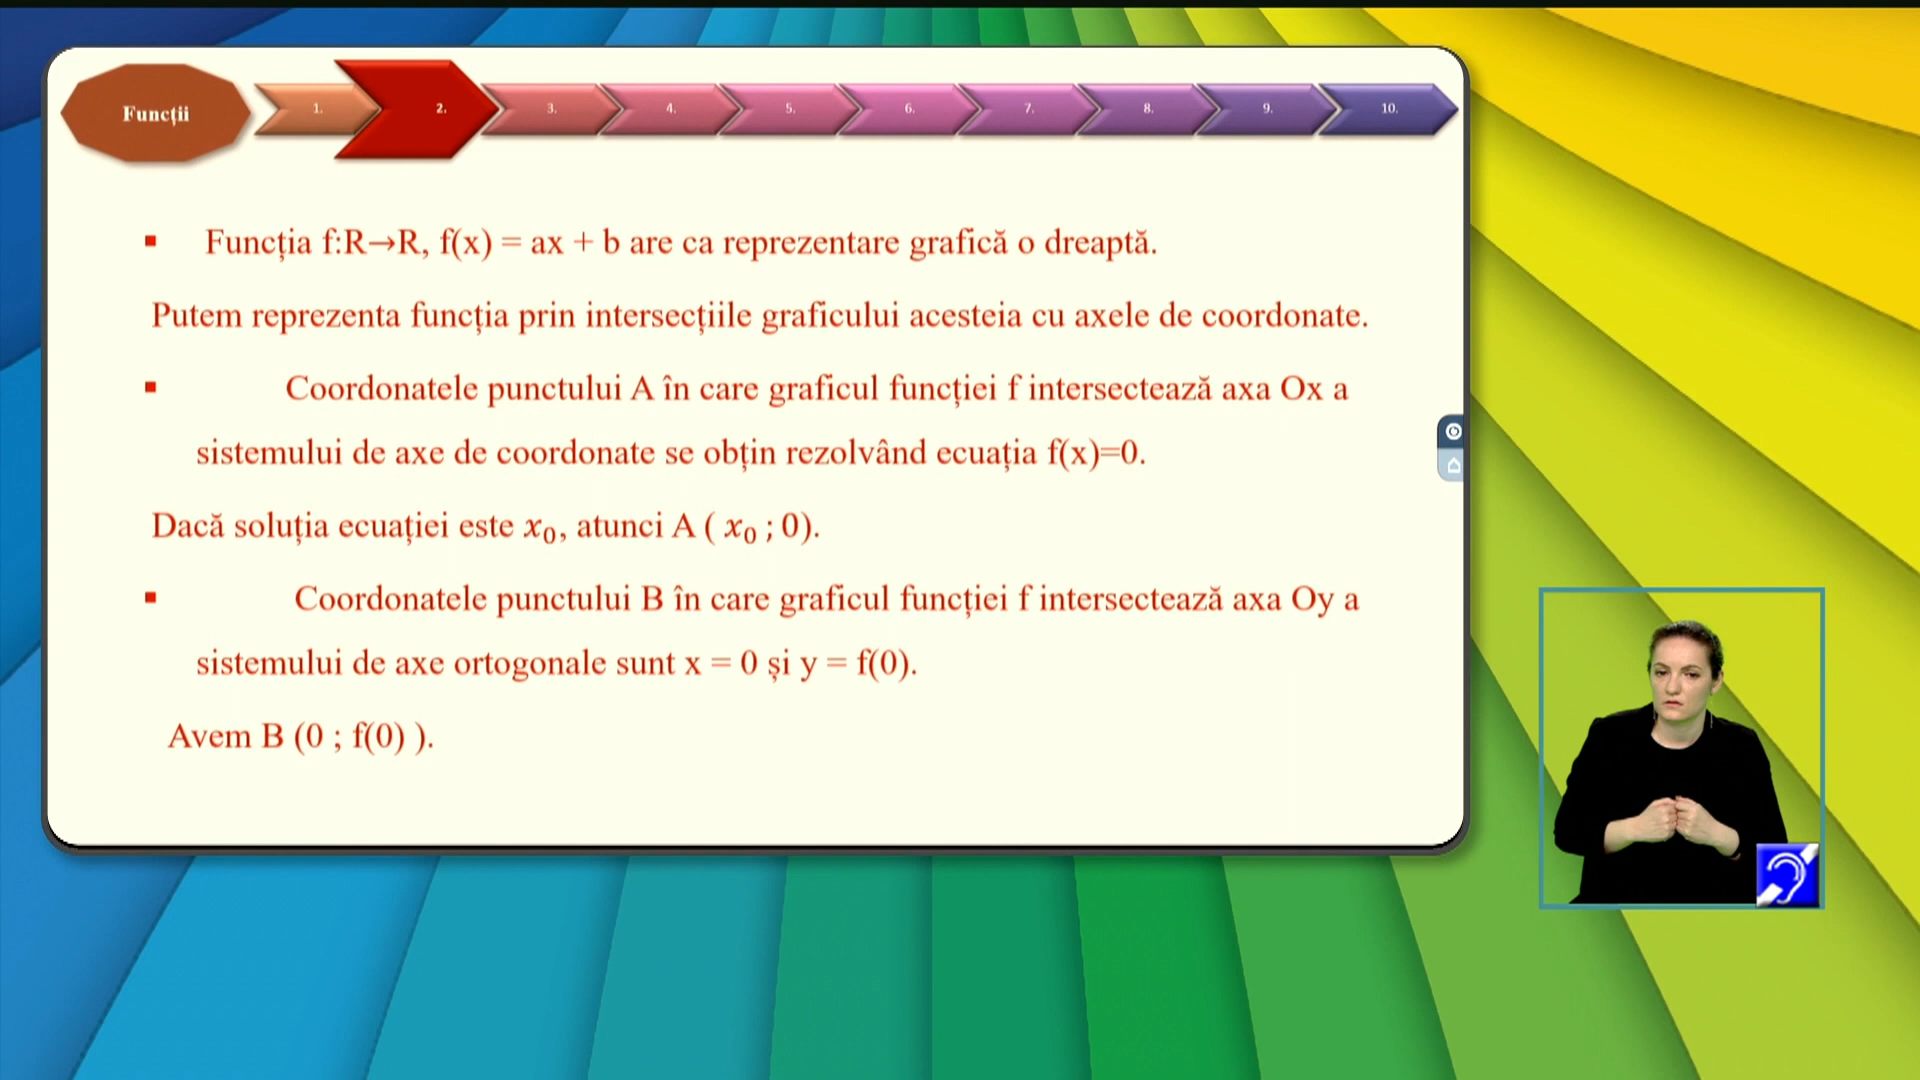 Funcții
1.
2.
3.
4.
5.
6.
7.
8.
9.
10.
▪ Funcția f:R→R, f(x) = ax + b are ca reprezentare grafică o dreaptă.
Putem reprezenta funcția prin intersecțiile graficului acesteia cu axele de coordonate.
▪ Coordonatele punctului A în care graficul funcției f intersectează axa Ox a
sistemului de axe de coordonate se obțin rezolvând ecuația f(x)=0.
Dacă soluția ecuației este x₀, atunci A ( x₀ ; 0).
▪ Coordonatele punctului B în care graficul funcției f intersectează axa Oy a
sistemului de axe ortogonale sunt x = 0 și y = f(0).
Avem B (0 ; f(0) ).